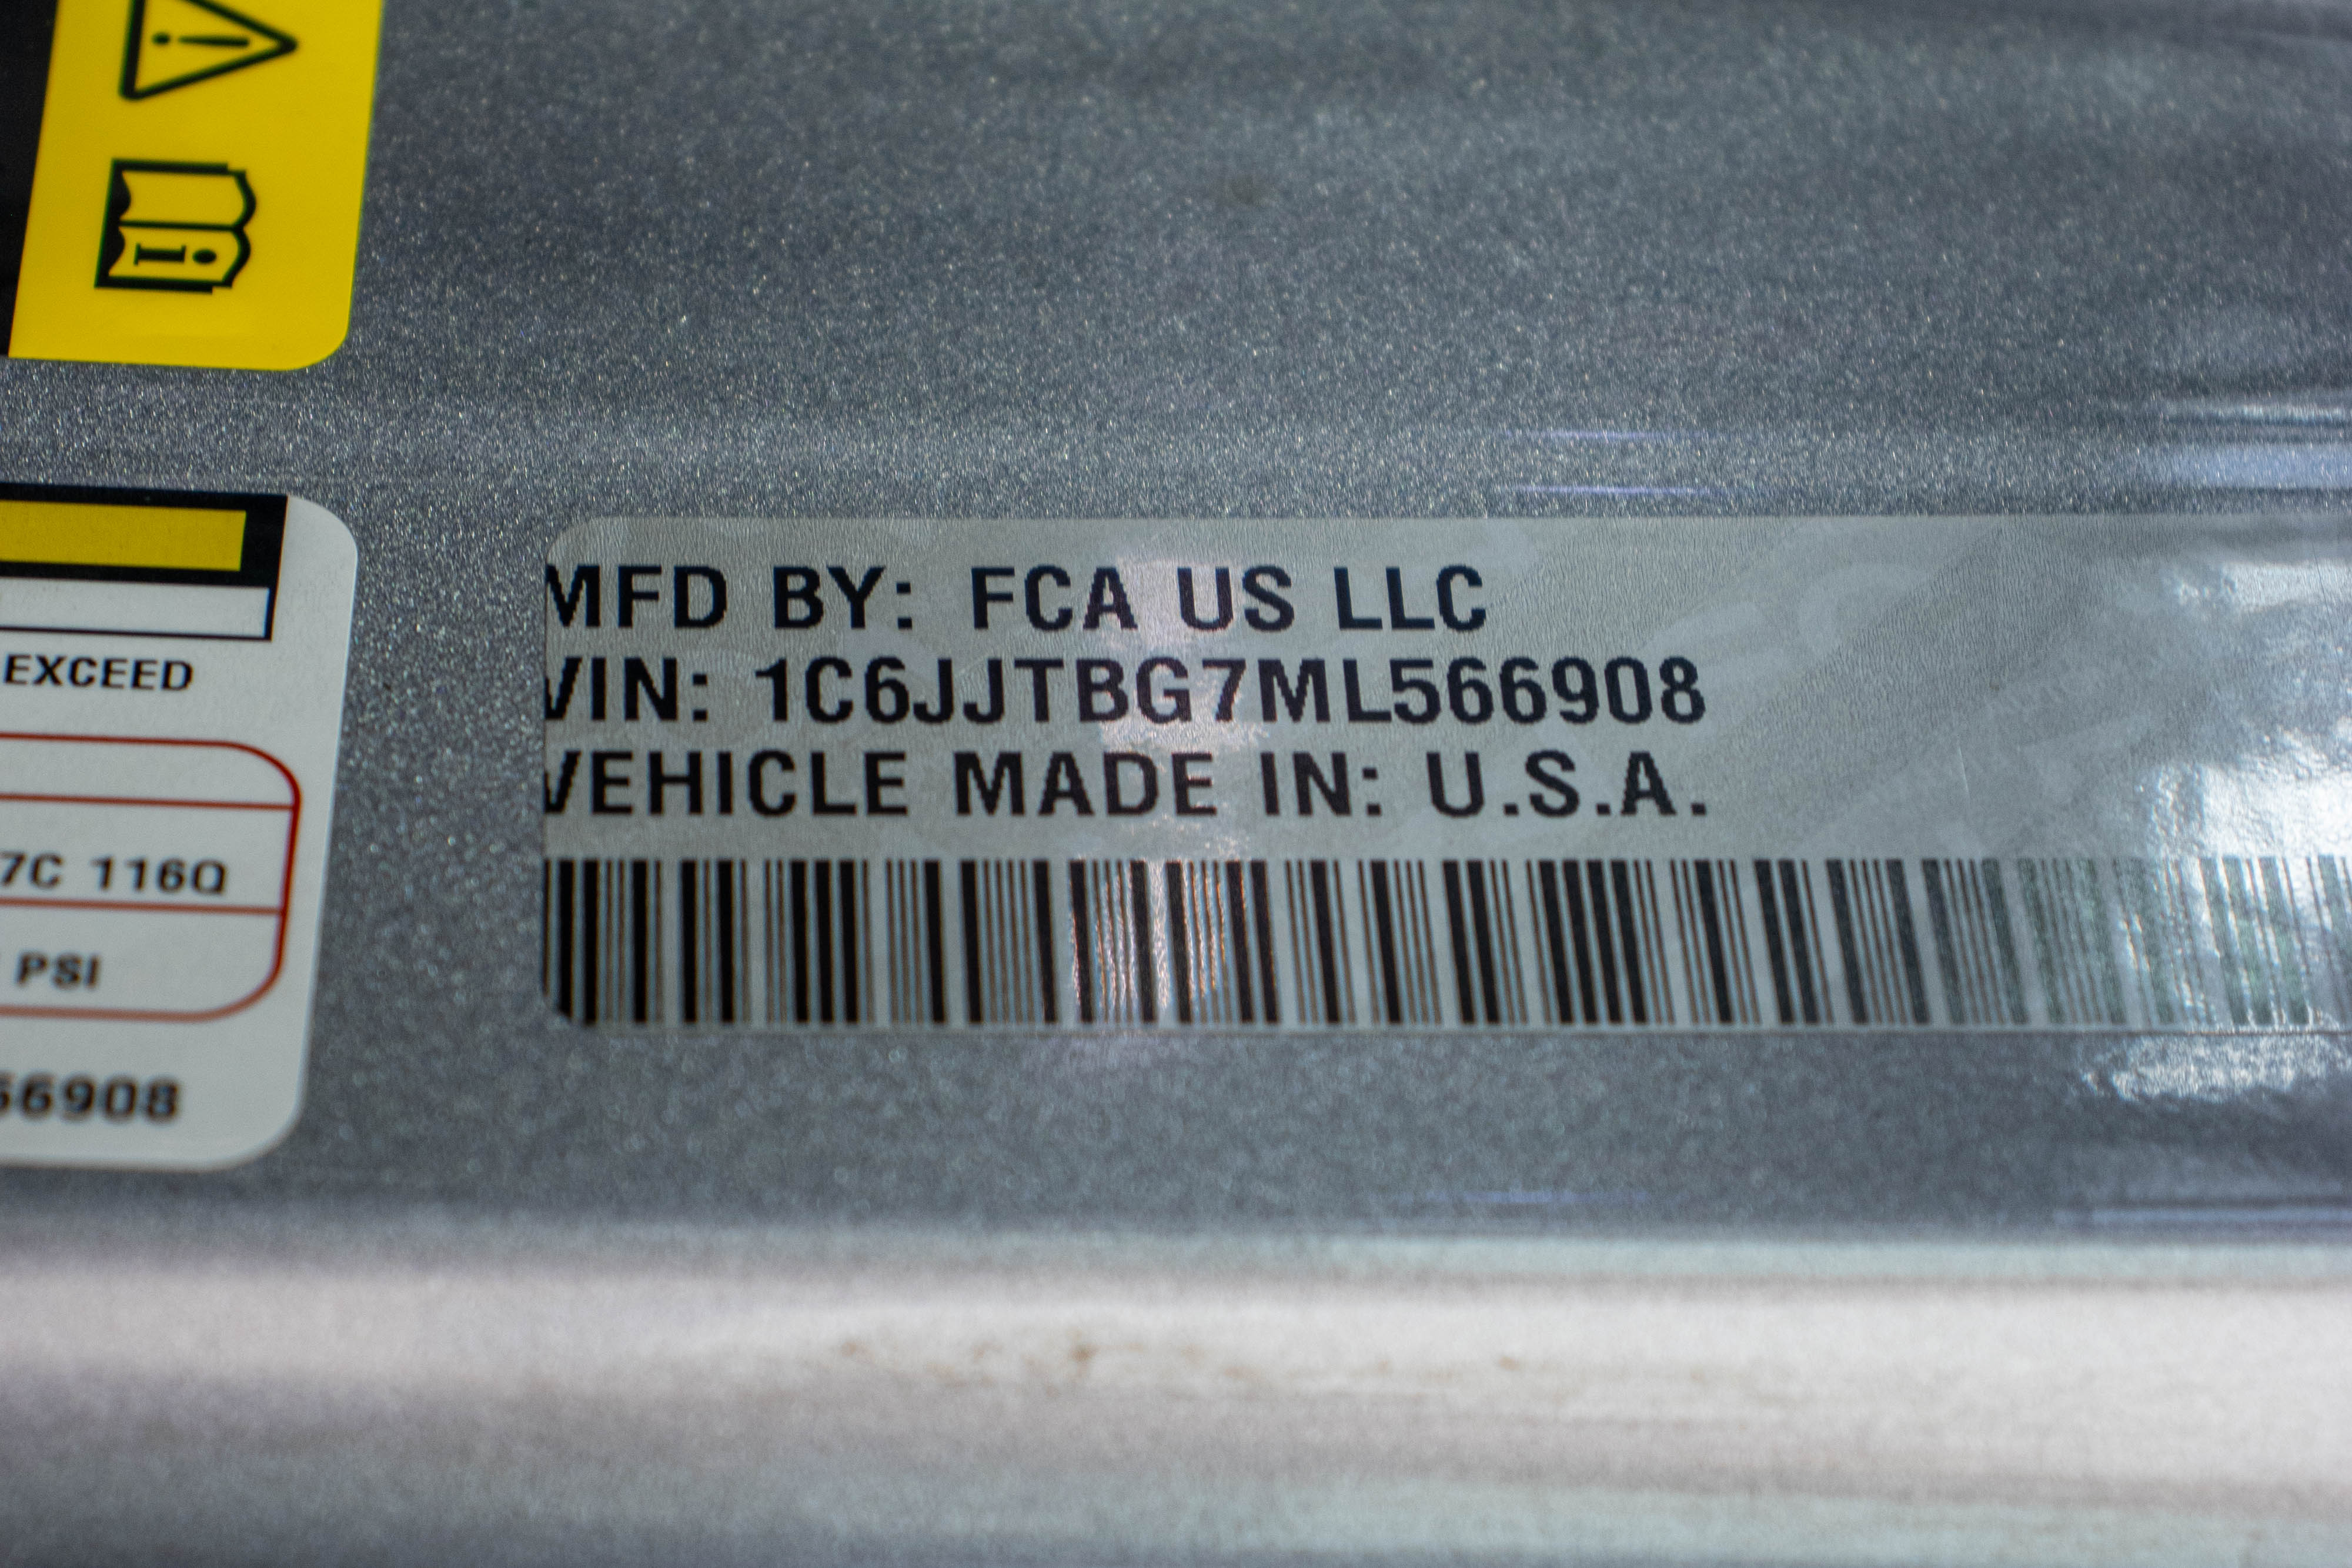 EXCEED
7C 116Q
PSI
66908
MFD BY: FCA US LLC
VIN: 1C6JJTBG7ML566908
VEHICLE MADE IN: U.S.A.